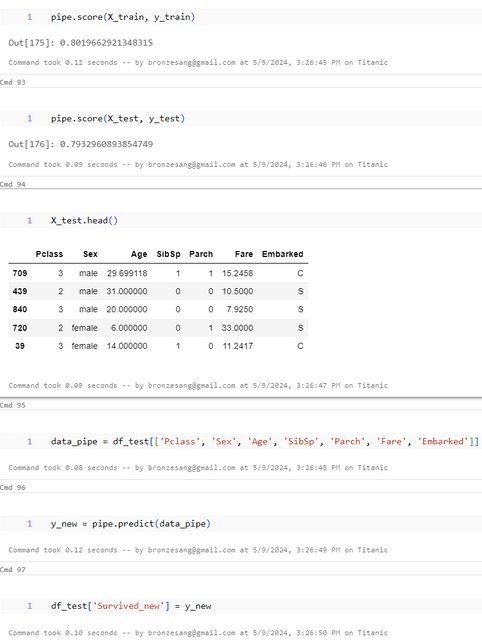 1 pipe.score(X_train, y_train)
Out[175]: 0.8019662921348315
Command took 0.12 seconds -- by bronzesang@gmail.com at 5/9/2024, 3:26:45 PM on Titanic
Cmd 93
1 pipe.score(X_test, y_test)
Out[176]: 0.7932960893854749
Command took 0.09 seconds -- by bronzesang@gmail.com at 5/9/2024, 3:26:46 PM on Titanic
Cmd 94
1 X_test.head()
Pclass Sex Age SibSp Parch Fare Embarked
709 3 male 29.699118 1 1 15.2458 C
439 2 male 31.000000 0 0 10.5000 S
840 3 male 20.000000 0 0 7.9250 S
720 2 female 6.000000 0 1 33.0000 S
39 3 female 14.000000 1 0 11.2417 C
Command took 0.09 seconds -- by bronzesang@gmail.com at 5/9/2024, 3:26:47 PM on Titanic
Cmd 95
1 data_pipe = df_test[['Pclass', 'Sex', 'Age', 'SibSp', 'Parch', 'Fare', 'Embarked']]
Command took 0.08 seconds -- by bronzesang@gmail.com at 5/9/2024, 3:26:48 PM on Titanic
Cmd 96
1 y_new = pipe.predict(data_pipe)
Command took 0.12 seconds -- by bronzesang@gmail.com at 5/9/2024, 3:26:49 PM on Titanic
Cmd 97
1 df_test['Survived_new'] = y_new
Command took 0.10 seconds -- by bronzesang@gmail.com at 5/9/2024, 3:26:50 PM on Titanic